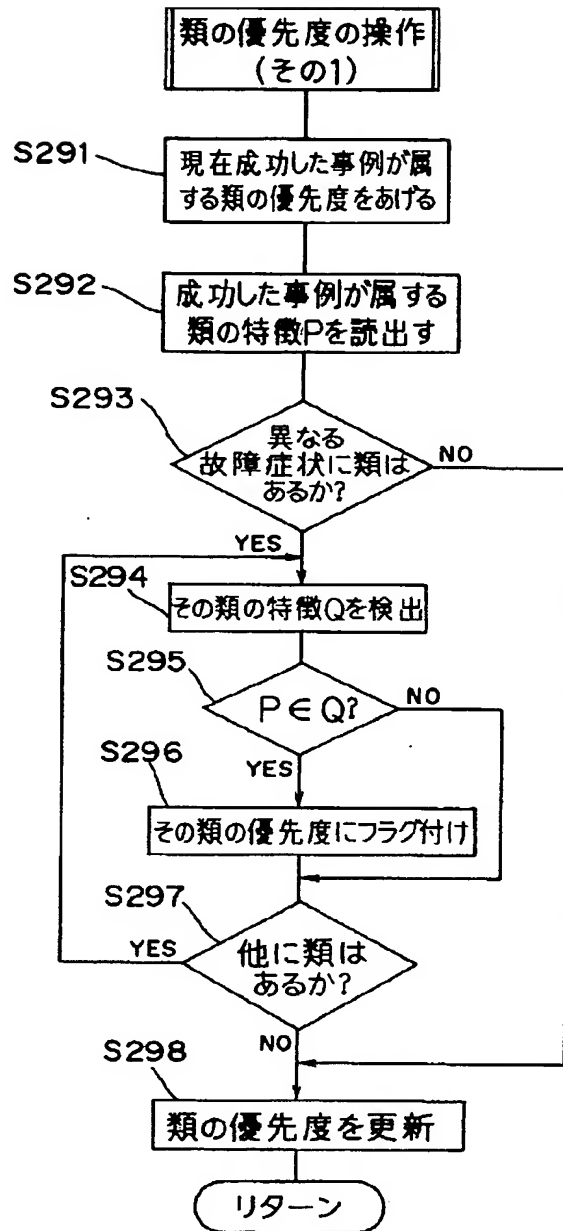 類の優先度の操作
(その1)
S291
現在成功した事例が属
する類の優先度をあげる
S292
成功した事例が属する
類の特徴Pを読出す
S293
異なる
故障症状に類は
あるか?
NO
YES
S294
その類の特徴Qを検出
S295
P∈Q?
NO
YES
S296
その類の優先度にフラグ付け
S297
YES
他に類は
あるか?
NO
S298
類の優先度を更新
リターン